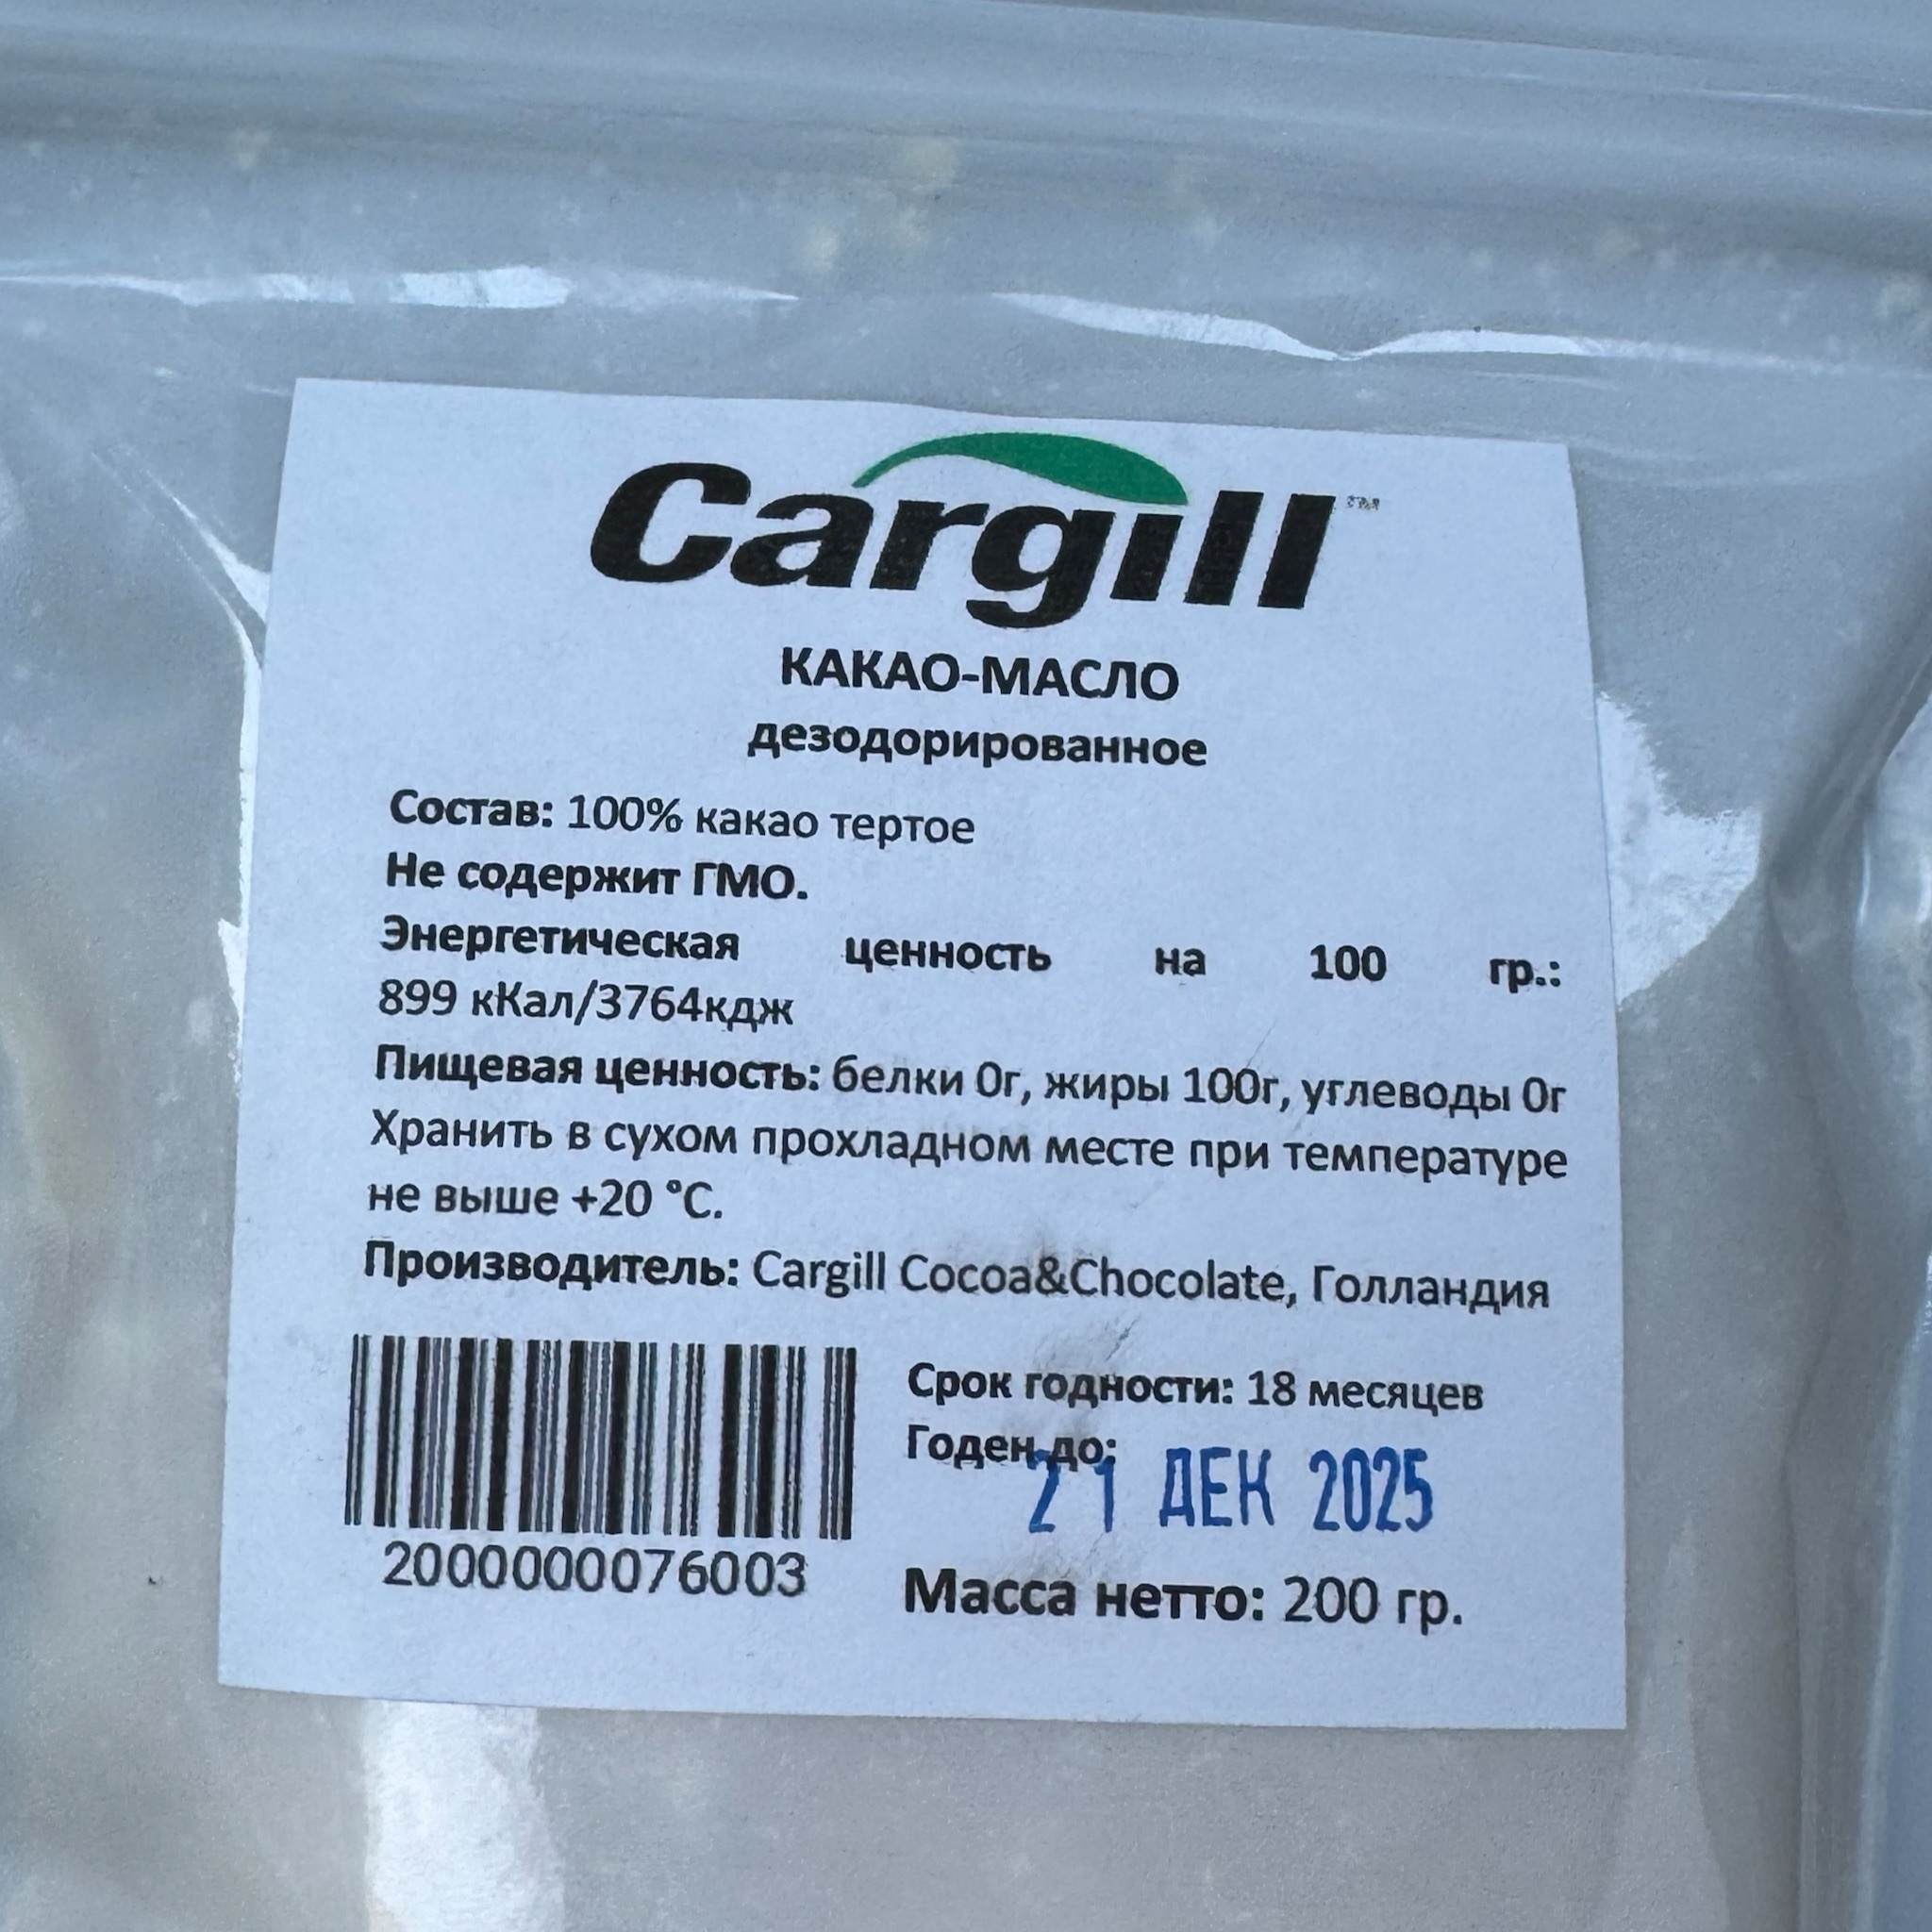 Cargill™
КАКАО-МАСЛО
дезодорированное
Состав: 100% какао тертое
Не содержит ГМО.
Энергетическая ценность на 100 гр.:
899 кКал/3764кдж
Пищевая ценность: белки 0г, жиры 100г, углеводы 0г
Хранить в сухом прохладном месте при температуре
не выше +20 °C.
Производитель: Cargill Cocoa&Chocolate, Голландия
Срок годности: 18 месяцев
Годен до:
21 ДЕК 2025
2000000076003
Масса нетто: 200 гр.